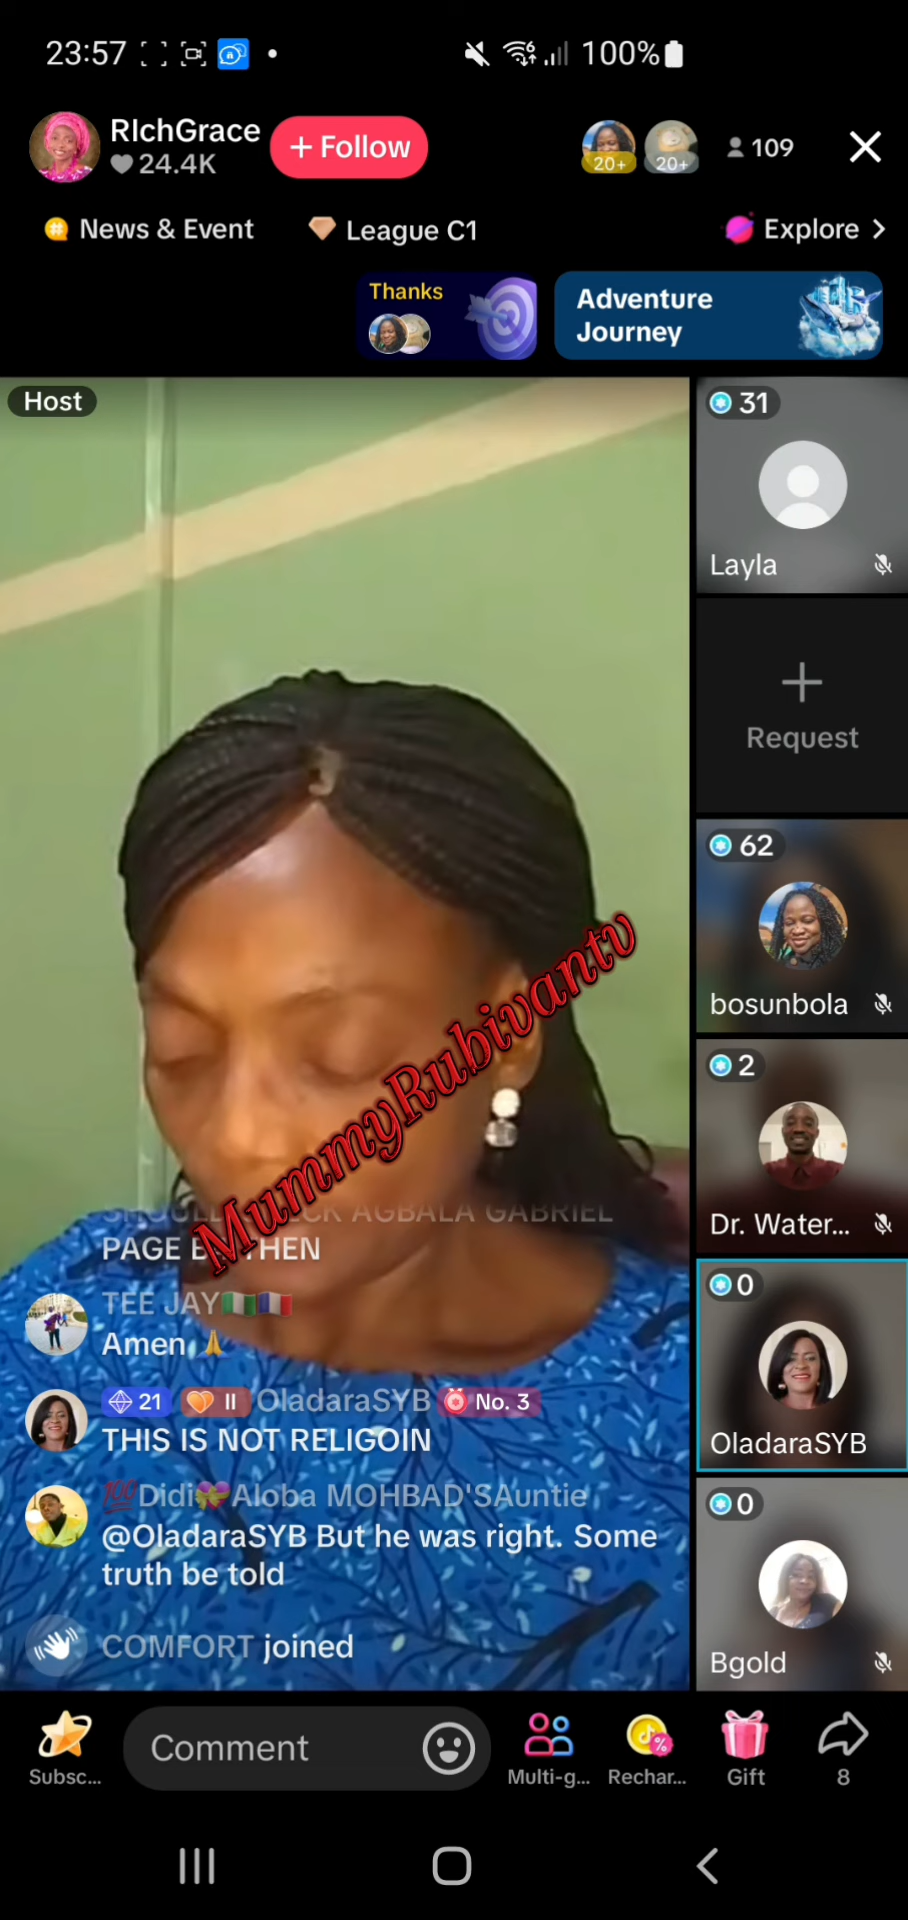 23:57
100%
RIchGrace
24.4K
+ Follow
20+
20+
109
News & Event
League C1
Explore >
Thanks
Adventure
Journey
Host
31
Layla
Request
62
bosunbola
2
Dr. Water...
0
OladaraSYB
0
Bgold
MummyRubivantv
AGBALA GABRIEL
PAGE
TEE JAY🇳🇬🇫🇷
Amen🙏
21 II OladaraSYB No. 3
THIS IS NOT RELIGOIN
💯Didi💝Aloba MOHBAD'SAuntie
@OladaraSYB But he was right. Some
truth be told
COMFORT joined
Comment
Subsc...
Multi-g...
Rechar...
Gift
8